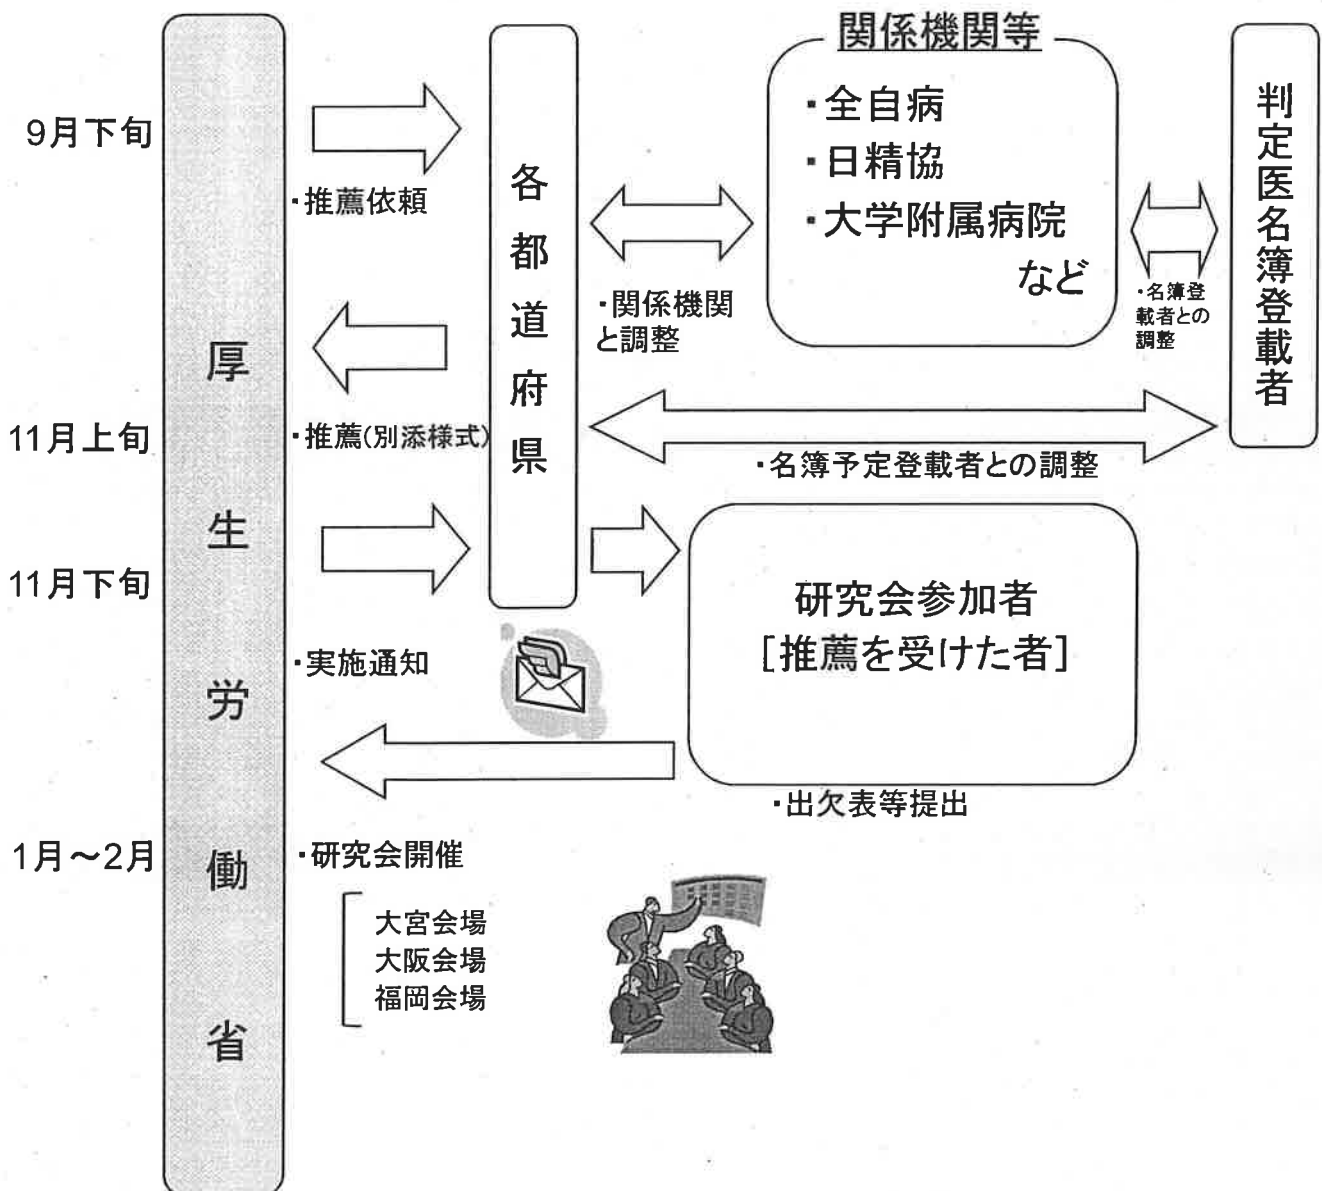 関係機関等
・全自病
・日精協
・大学附属病院
など
判定医名簿登載者
9月下旬
・推薦依頼
各都道府県
・関係機関
と調整
・名簿登
載者との
調整
厚生労働省
11月上旬
・推薦(別添様式)
・名簿予定登載者との調整
11月下旬
・実施通知
研究会参加者
[推薦を受けた者]
・出欠表等提出
1月～2月
・研究会開催
大宮会場
大阪会場
福岡会場